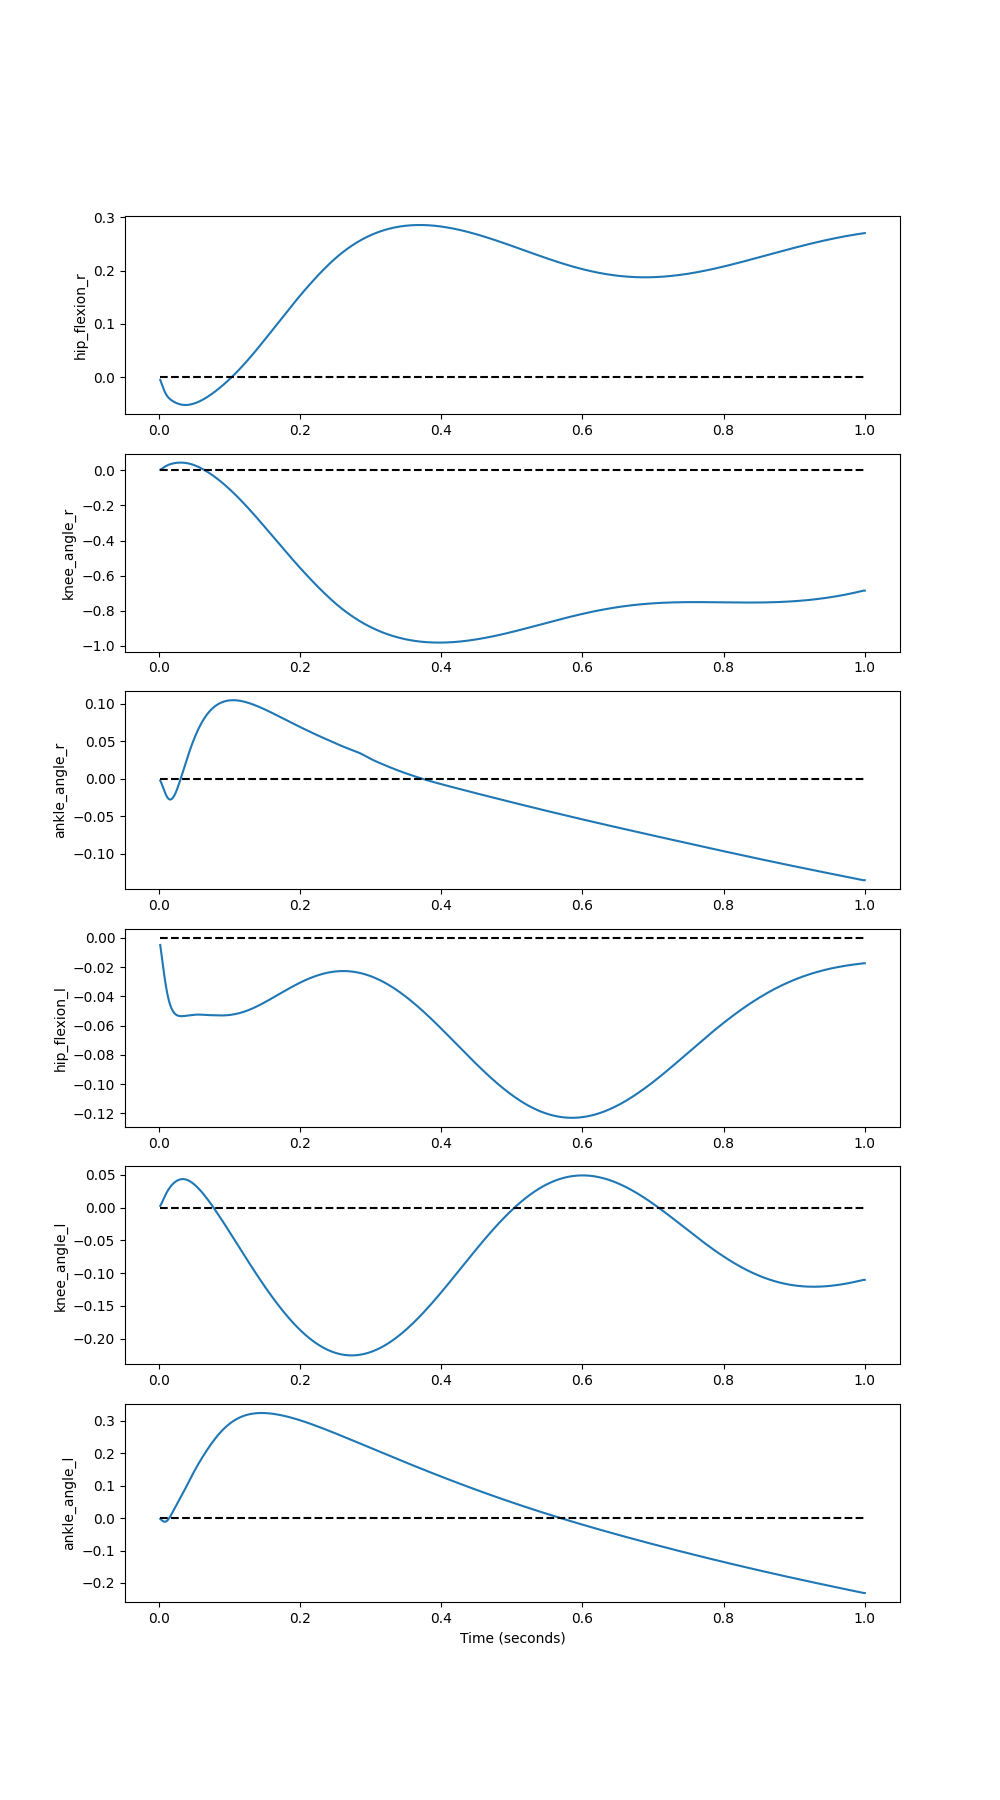 hip_flexion_r
0.3
0.2
0.1
0.0
0.0 0.2 0.4 0.6 0.8 1.0
knee_angle_r
0.0
−0.2
−0.4
−0.6
−0.8
−1.0
0.0 0.2 0.4 0.6 0.8 1.0
ankle_angle_r
0.10
0.05
0.00
−0.05
−0.10
0.0 0.2 0.4 0.6 0.8 1.0
hip_flexion_l
0.00
−0.02
−0.04
−0.06
−0.08
−0.10
−0.12
0.0 0.2 0.4 0.6 0.8 1.0
knee_angle_l
0.05
0.00
−0.05
−0.10
−0.15
−0.20
0.0 0.2 0.4 0.6 0.8 1.0
ankle_angle_l
0.3
0.2
0.1
0.0
−0.1
−0.2
0.0 0.2 0.4 0.6 0.8 1.0
Time (seconds)